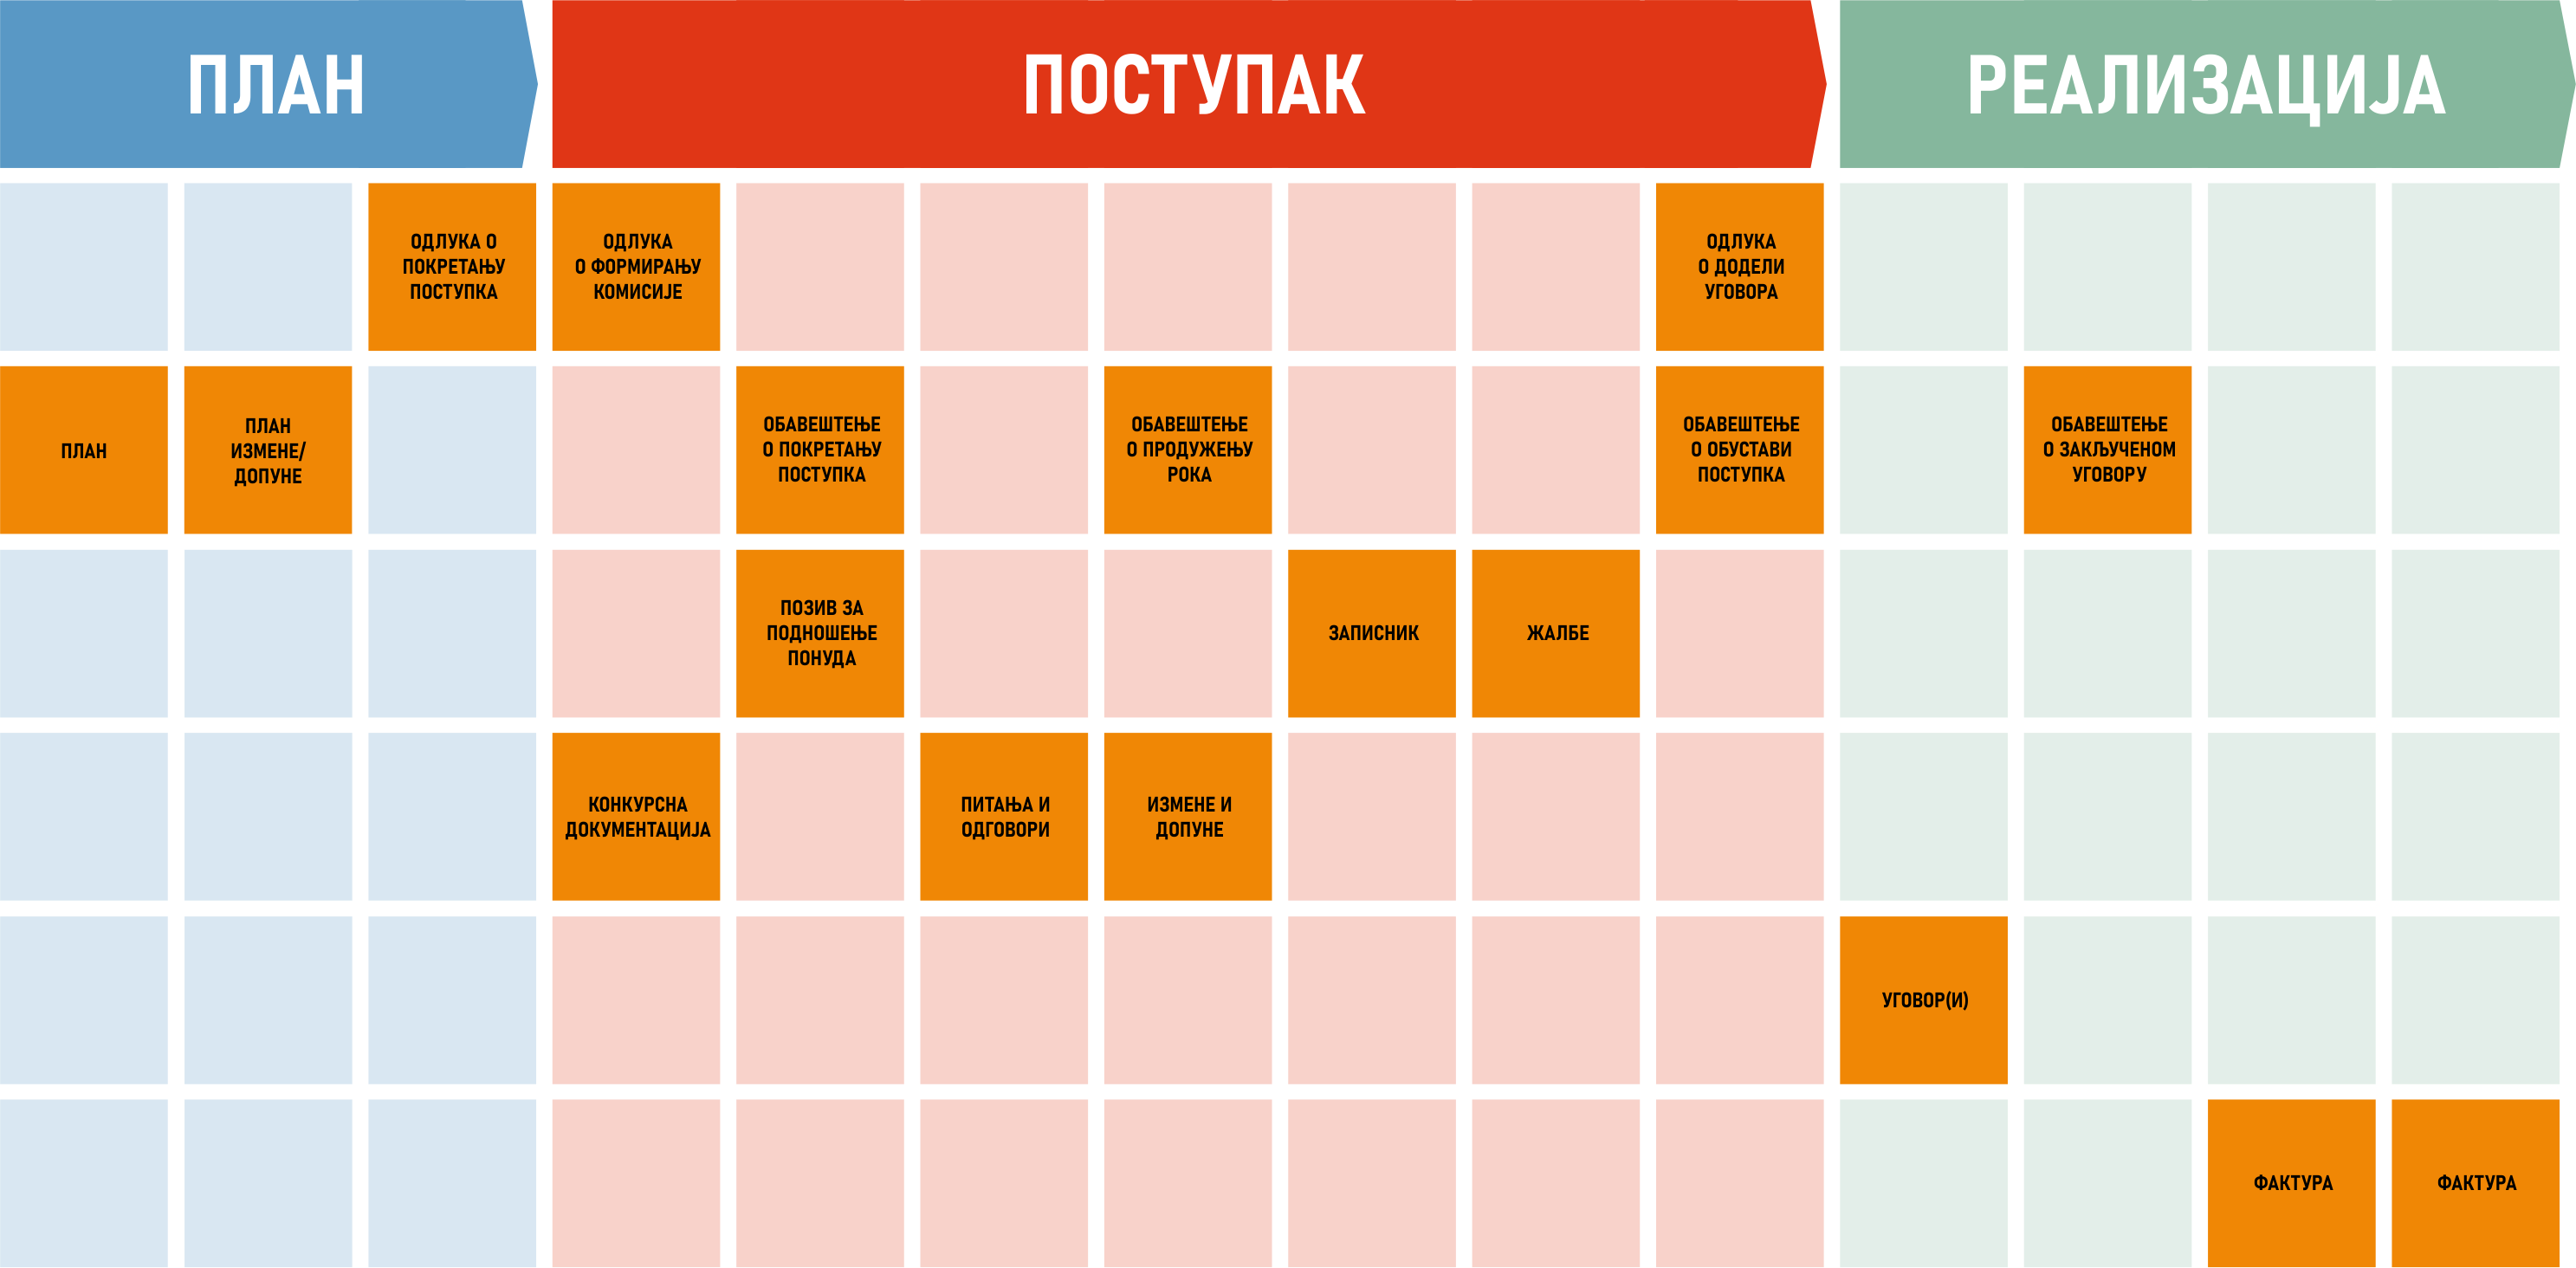 ПЛАН
ПОСТУПАК
РЕАЛИЗАЦИЈА
ОДЛУКА О
ПОКРЕТАЊУ
ПОСТУПКА
ОДЛУКА
О ФОРМИРАЊУ
КОМИСИЈЕ
ОДЛУКА
О ДОДЕЛИ
УГОВОРА
ПЛАН
ПЛАН
ИЗМЕНЕ/
ДОПУНЕ
ОБАВЕШТЕЊЕ
О ПОКРЕТАЊУ
ПОСТУПКА
ОБАВЕШТЕЊЕ
О ПРОДУЖЕЊУ
РОКА
ОБАВЕШТЕЊЕ
О ОБУСТАВИ
ПОСТУПКА
ОБАВЕШТЕЊЕ
О ЗАКЉУЧЕНОМ
УГОВОРУ
ПОЗИВ ЗА
ПОДНОШЕЊЕ
ПОНУДА
ЗАПИСНИК
ЖАЛБЕ
КОНКУРСНА
ДОКУМЕНТАЦИЈА
ПИТАЊА И
ОДГОВОРИ
ИЗМЕНЕ И
ДОПУНЕ
УГОВОР(И)
ФАКТУРА
ФАКТУРА